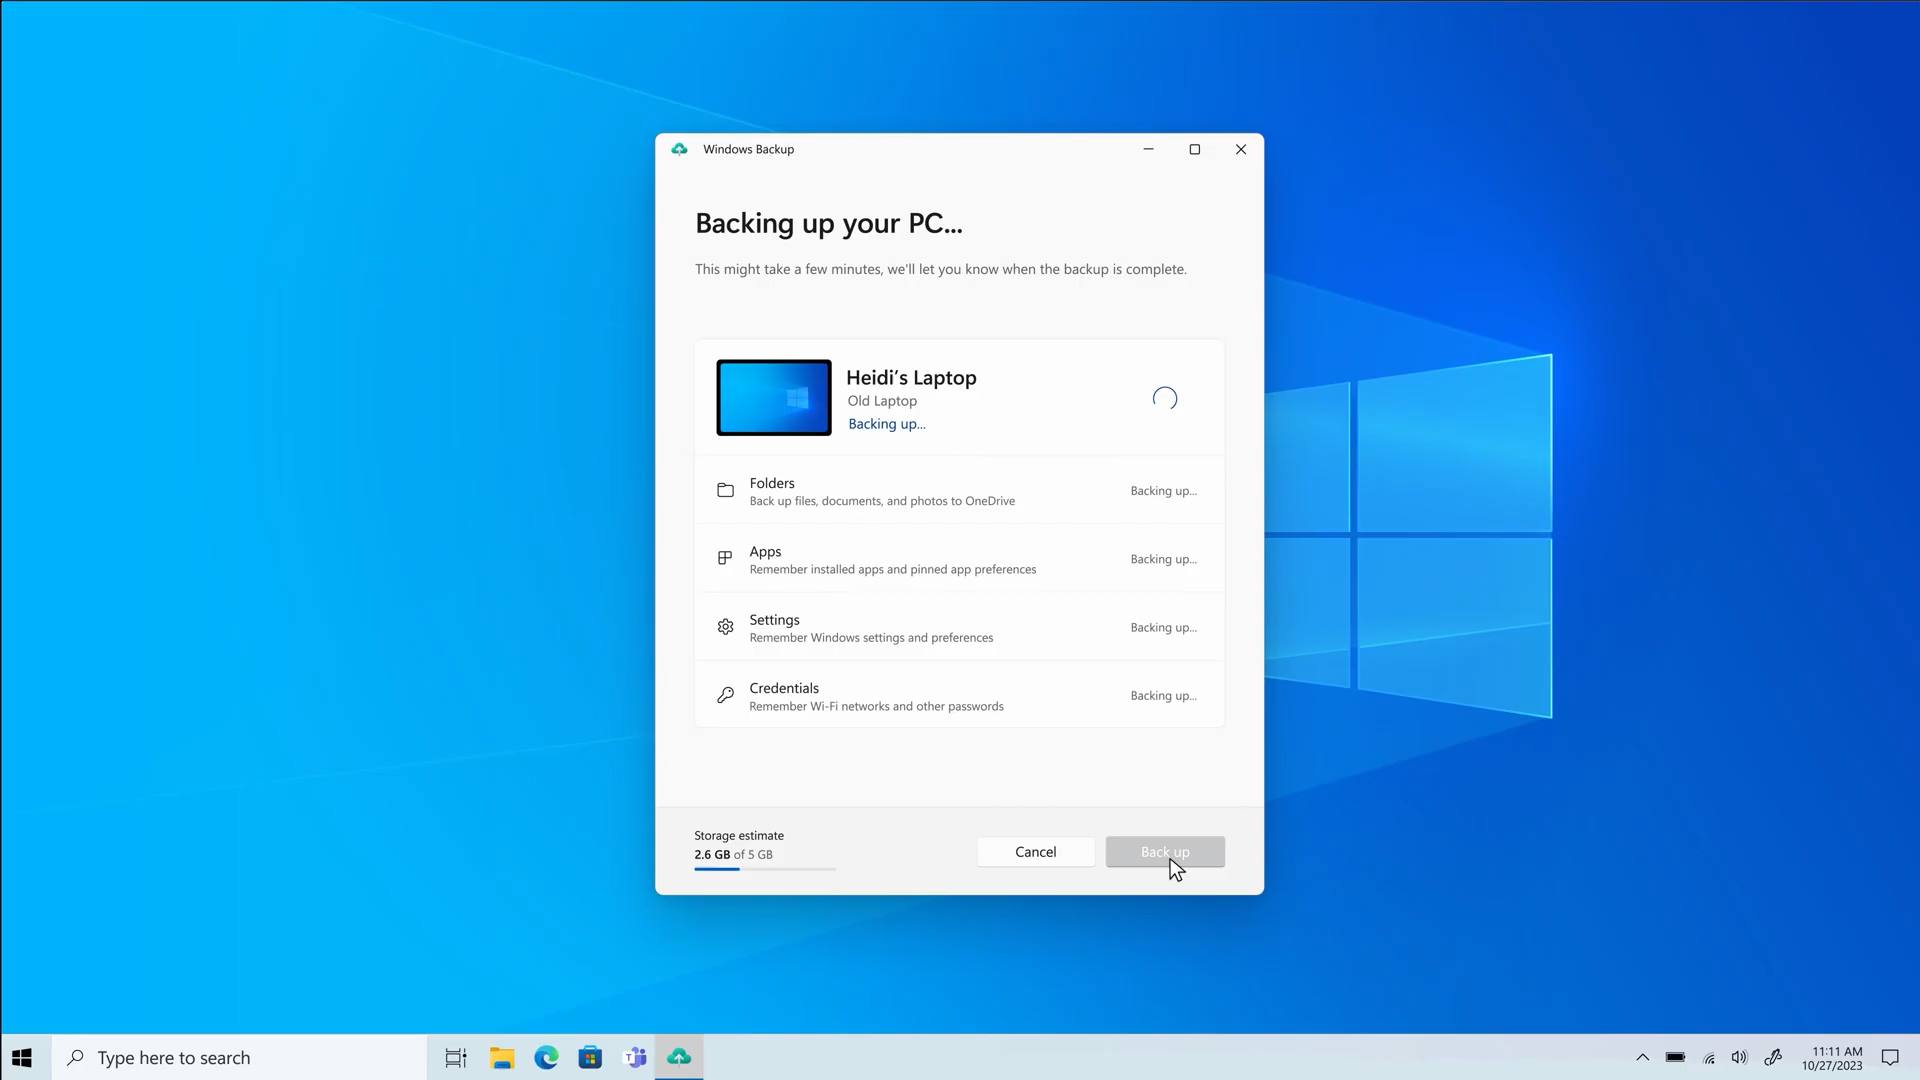 Windows Backup
Backing up your PC...
This might take a few minutes, we'll let you know when the backup is complete.
Heidi's Laptop
Old Laptop
Backing up...
Folders
Back up files, documents, and photos to OneDrive
Backing up...
Apps
Remember installed apps and pinned app preferences
Backing up...
Settings
Remember Windows settings and preferences
Backing up...
Credentials
Remember Wi-Fi networks and other passwords
Backing up...
Storage estimate
2.6 GB of 5 GB
Cancel
Back up
Type here to search
11:11 AM
10/27/2023